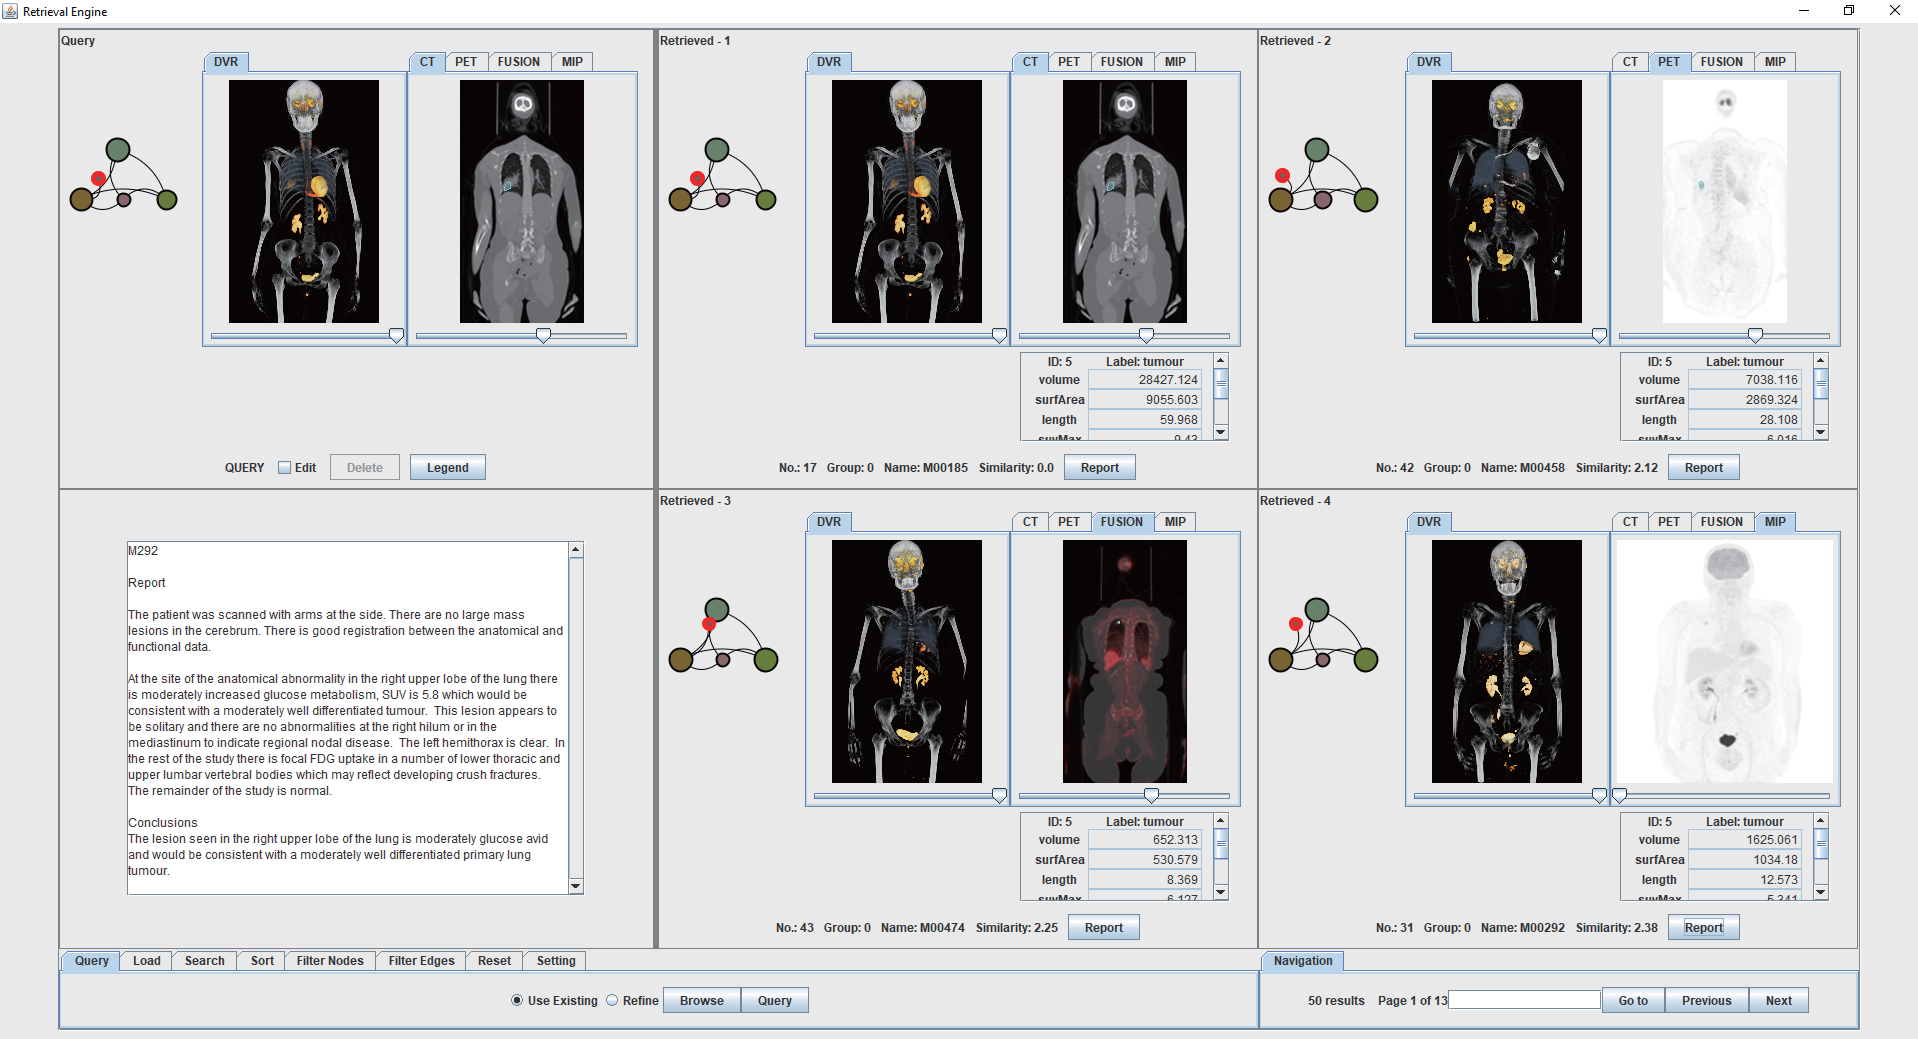 Retrieval Engine
Query
DVR
CT PET FUSION MIP
QUERY Edit Delete Legend
Retrieved - 1
DVR
CT PET FUSION MIP
ID: 5 Label: tumour
volume 28427.124
surfArea 9055.603
length 59.968
suvMax 9.43
No.: 17 Group: 0 Name: M00185 Similarity: 0.0 Report
Retrieved - 2
DVR
CT PET FUSION MIP
ID: 5 Label: tumour
volume 7038.116
surfArea 2869.324
length 28.108
suvMax 6.016
No.: 42 Group: 0 Name: M00458 Similarity: 2.12 Report
M292
Report
The patient was scanned with arms at the side. There are no large mass
lesions in the cerebrum. There is good registration between the anatomical and
functional data.
At the site of the anatomical abnormality in the right upper lobe of the lung there
is moderately increased glucose metabolism, SUV is 5.8 which would be
consistent with a moderately well differentiated tumour. This lesion appears to
be solitary and there are no abnormalities at the right hilum or in the
mediastinum to indicate regional nodal disease. The left hemithorax is clear. In
the rest of the study there is focal FDG uptake in a number of lower thoracic and
upper lumbar vertebral bodies which may reflect developing crush fractures.
The remainder of the study is normal.
Conclusions
The lesion seen in the right upper lobe of the lung is moderately glucose avid
and would be consistent with a moderately well differentiated primary lung
tumour.
Retrieved - 3
DVR
CT PET FUSION MIP
ID: 5 Label: tumour
volume 652.313
surfArea 530.579
length 8.369
suvMax 6.127
No.: 43 Group: 0 Name: M00474 Similarity: 2.25 Report
Retrieved - 4
DVR
CT PET FUSION MIP
ID: 5 Label: tumour
volume 1625.061
surfArea 1034.18
length 12.573
suvMax 5.341
No.: 31 Group: 0 Name: M00292 Similarity: 2.38 Report
Query Load Search Sort Filter Nodes Filter Edges Reset Setting
Use Existing Refine Browse Query
Navigation
50 results Page 1 of 13 Go to Previous Next